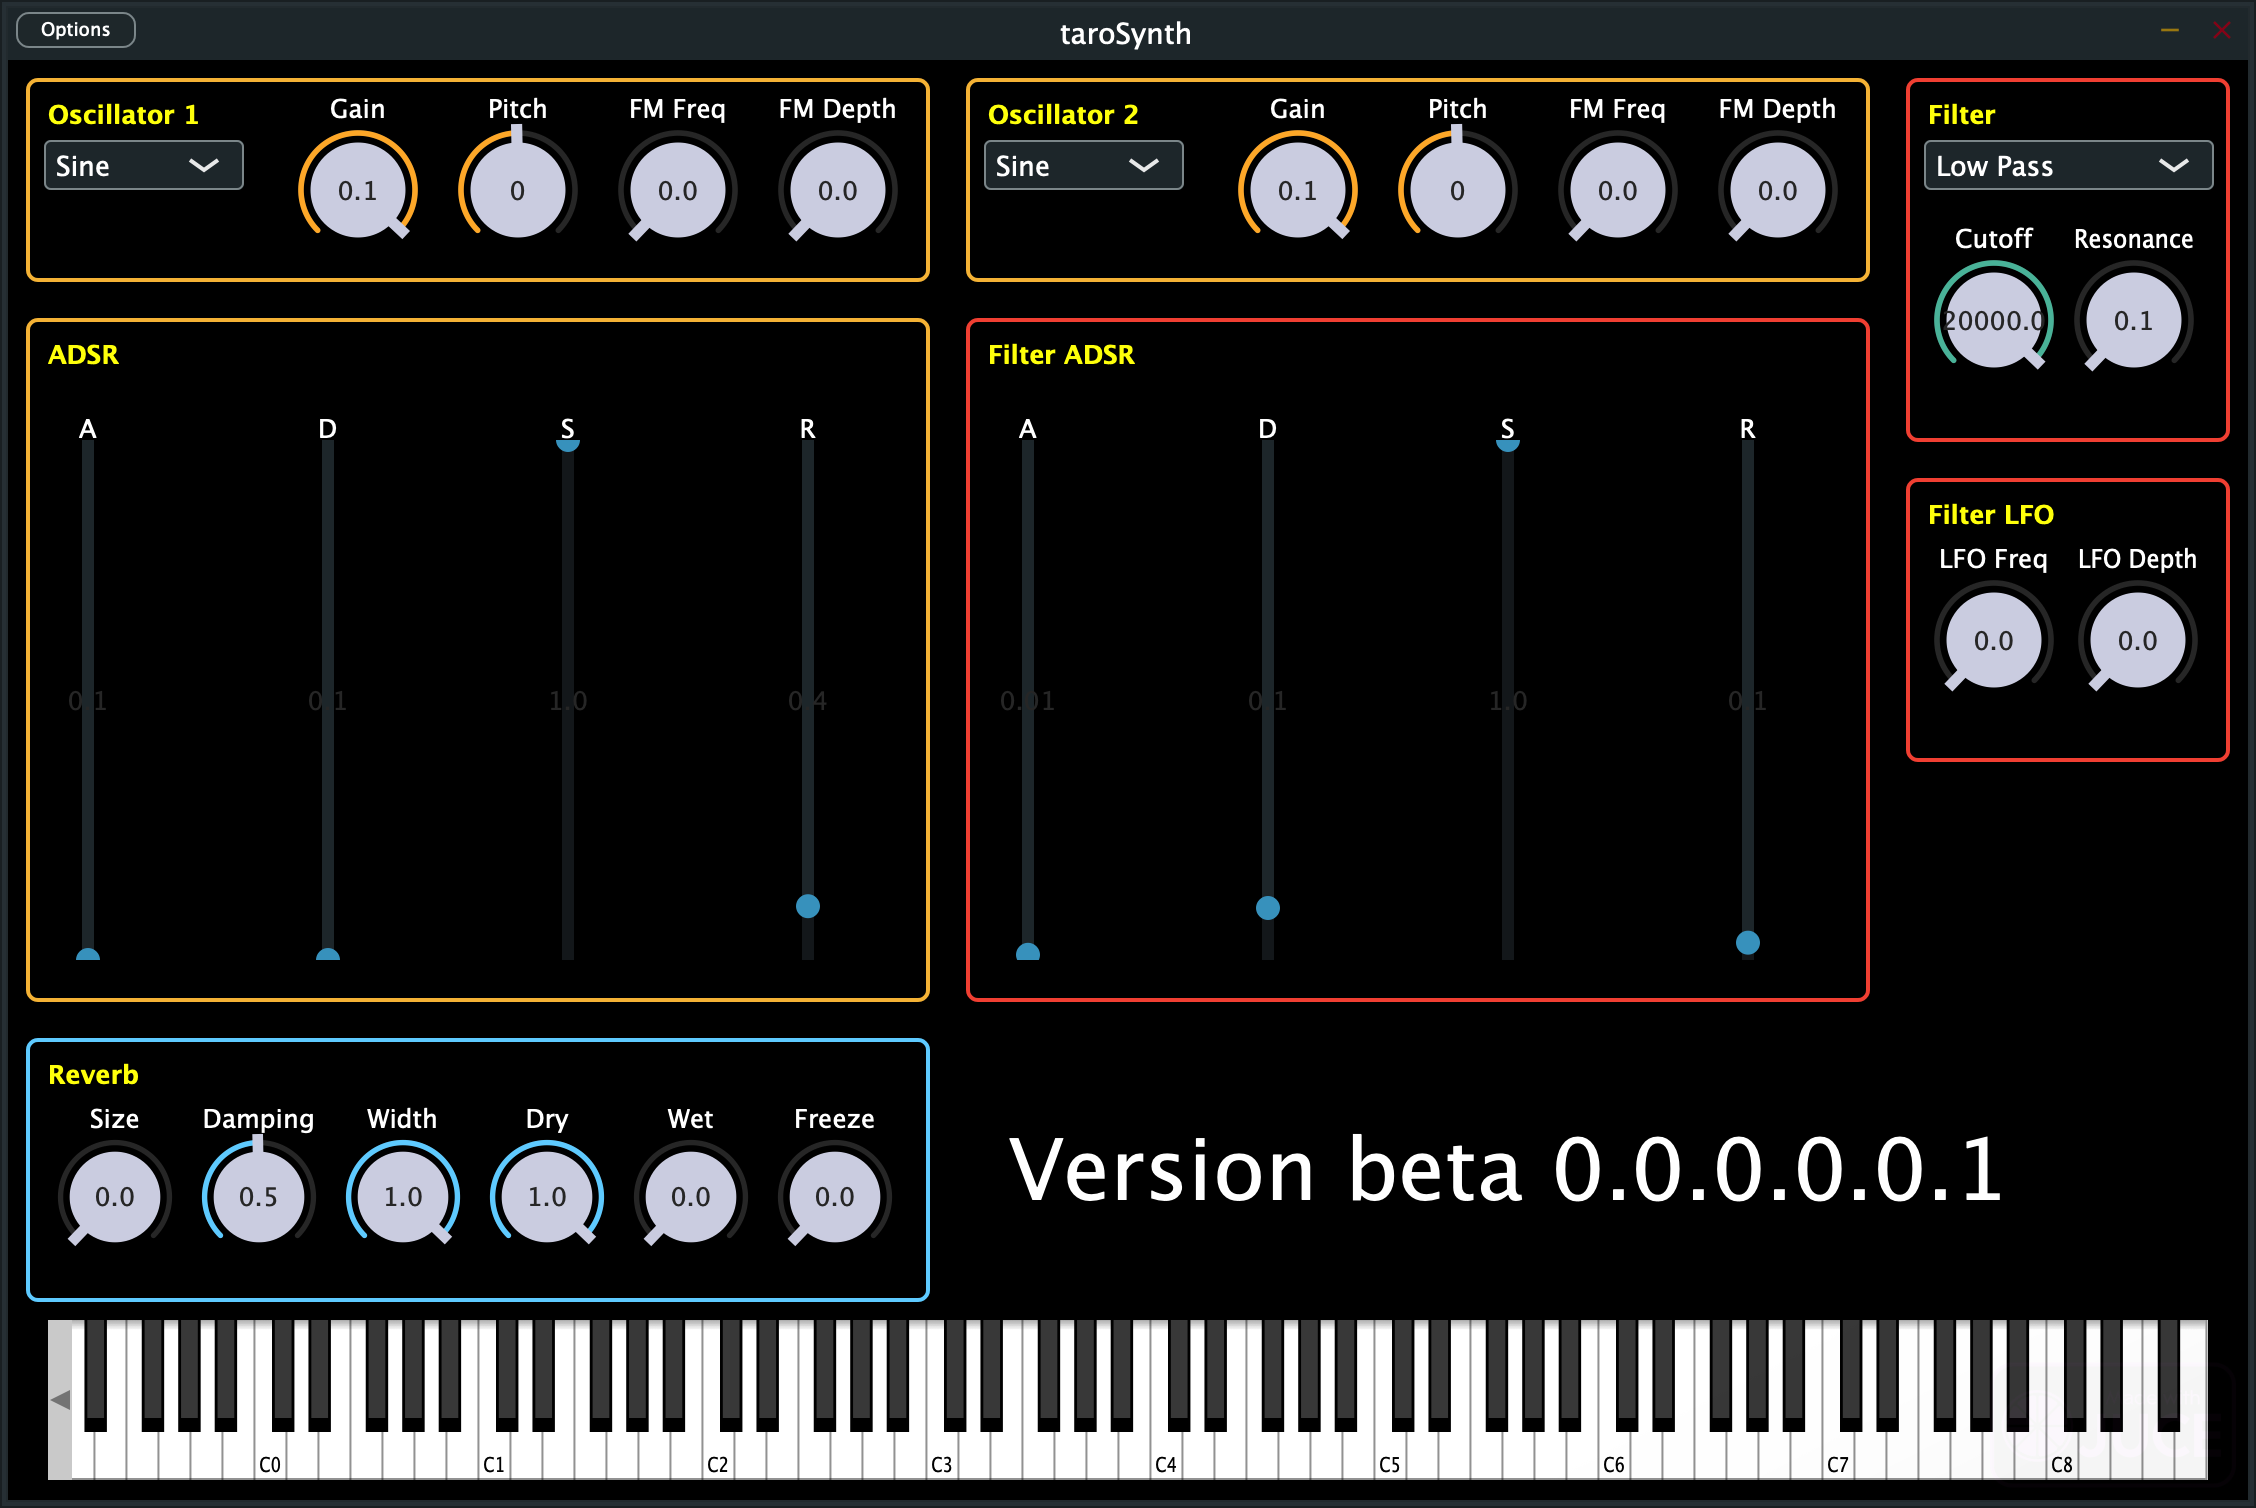 Options
taroSynth
Oscillator 1
Gain Pitch FM Freq FM Depth
Sine
0.1 0 0.0 0.0
Oscillator 2
Gain Pitch FM Freq FM Depth
Sine
0.1 0 0.0 0.0
Filter
Low Pass
Cutoff Resonance
20000.0 0.1
ADSR
A D S R
0.1 0.1 1.0 0.4
Filter ADSR
A D S R
0.01 0.1 1.0 0.1
Filter LFO
LFO Freq LFO Depth
0.0 0.0
Reverb
Size Damping Width Dry Wet Freeze
0.0 0.5 1.0 1.0 0.0 0.0
Version beta 0.0.0.0.0.1
C0 C1 C2 C3 C4 C5 C6 C7 C8